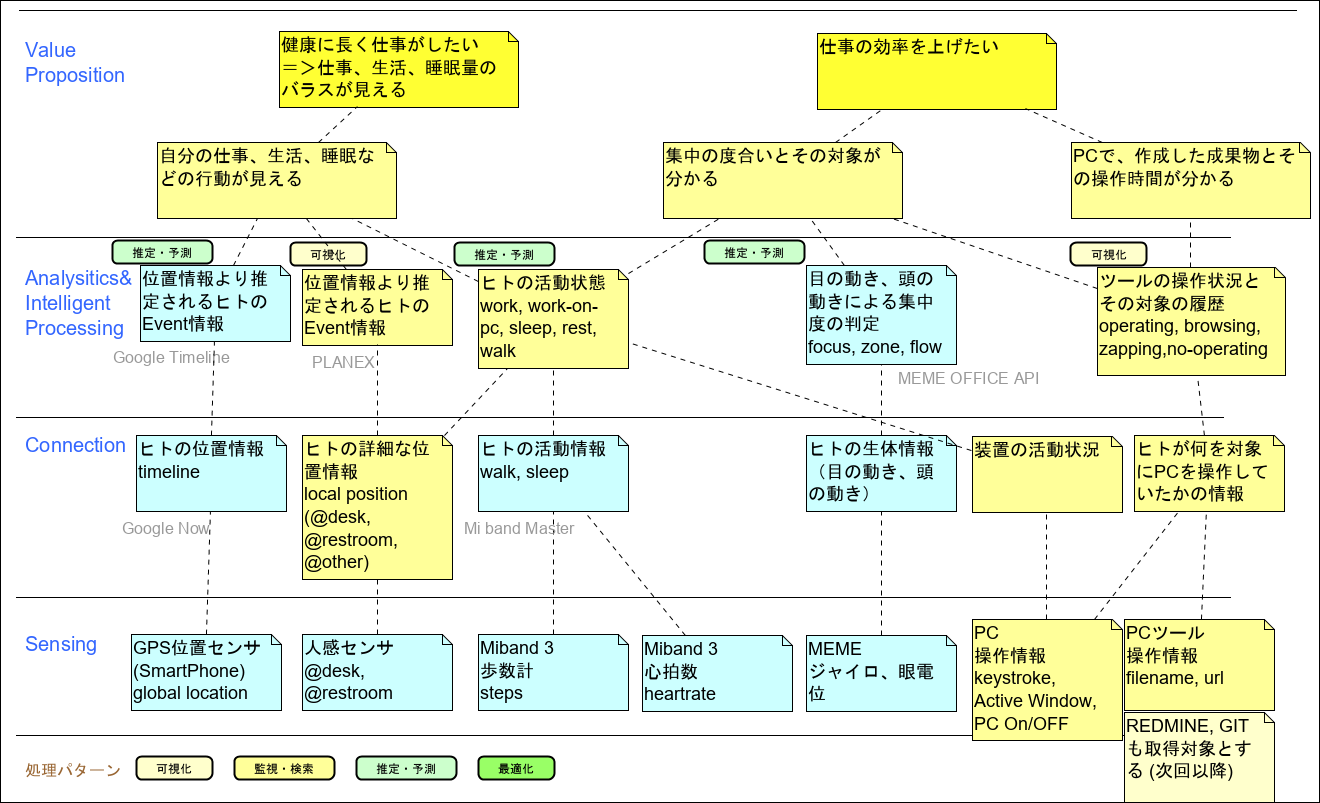 Value
Proposition
健康に長く仕事がしたい
＝＞仕事、生活、睡眠量の
バラスが見える
仕事の効率を上げたい
自分の仕事、生活、睡眠な
どの行動が見える
集中の度合いとその対象が
分かる
PCで、作成した成果物とそ
の操作時間が分かる
Analysitics&
Intelligent
Processing
推定・予測
位置情報より推
定されるヒトの
Event情報
Google Timeline
可視化
位置情報より推
定されるヒトの
Event情報
PLANEX
推定・予測
ヒトの活動状態
work, work-on-
pc, sleep, rest,
walk
推定・予測
目の動き、頭の
動きによる集中
度の判定
focus, zone, flow
MEME OFFICE API
可視化
ツールの操作状況と
その対象の履歴
operating, browsing,
zapping,no-operating
Connection
ヒトの位置情報
timeline
Google Now
ヒトの詳細な位
置情報
local position
(@desk,
@restroom,
@other)
ヒトの活動情報
walk, sleep
Mi band Master
ヒトの生体情報
（目の動き、頭
の動き）
装置の活動状況
ヒトが何を対象
にPCを操作して
いたかの情報
Sensing
GPS位置センサ
(SmartPhone)
global location
人感センサ
@desk,
@restroom
Miband 3
歩数計
steps
Miband 3
心拍数
heartrate
MEME
ジャイロ、眼電
位
PC
操作情報
keystroke,
Active Window,
PC On/OFF
PCツール
操作情報
filename, url
REDMINE, GIT
も取得対象とす
る (次回以降)
処理パターン
可視化
監視・検索
推定・予測
最適化